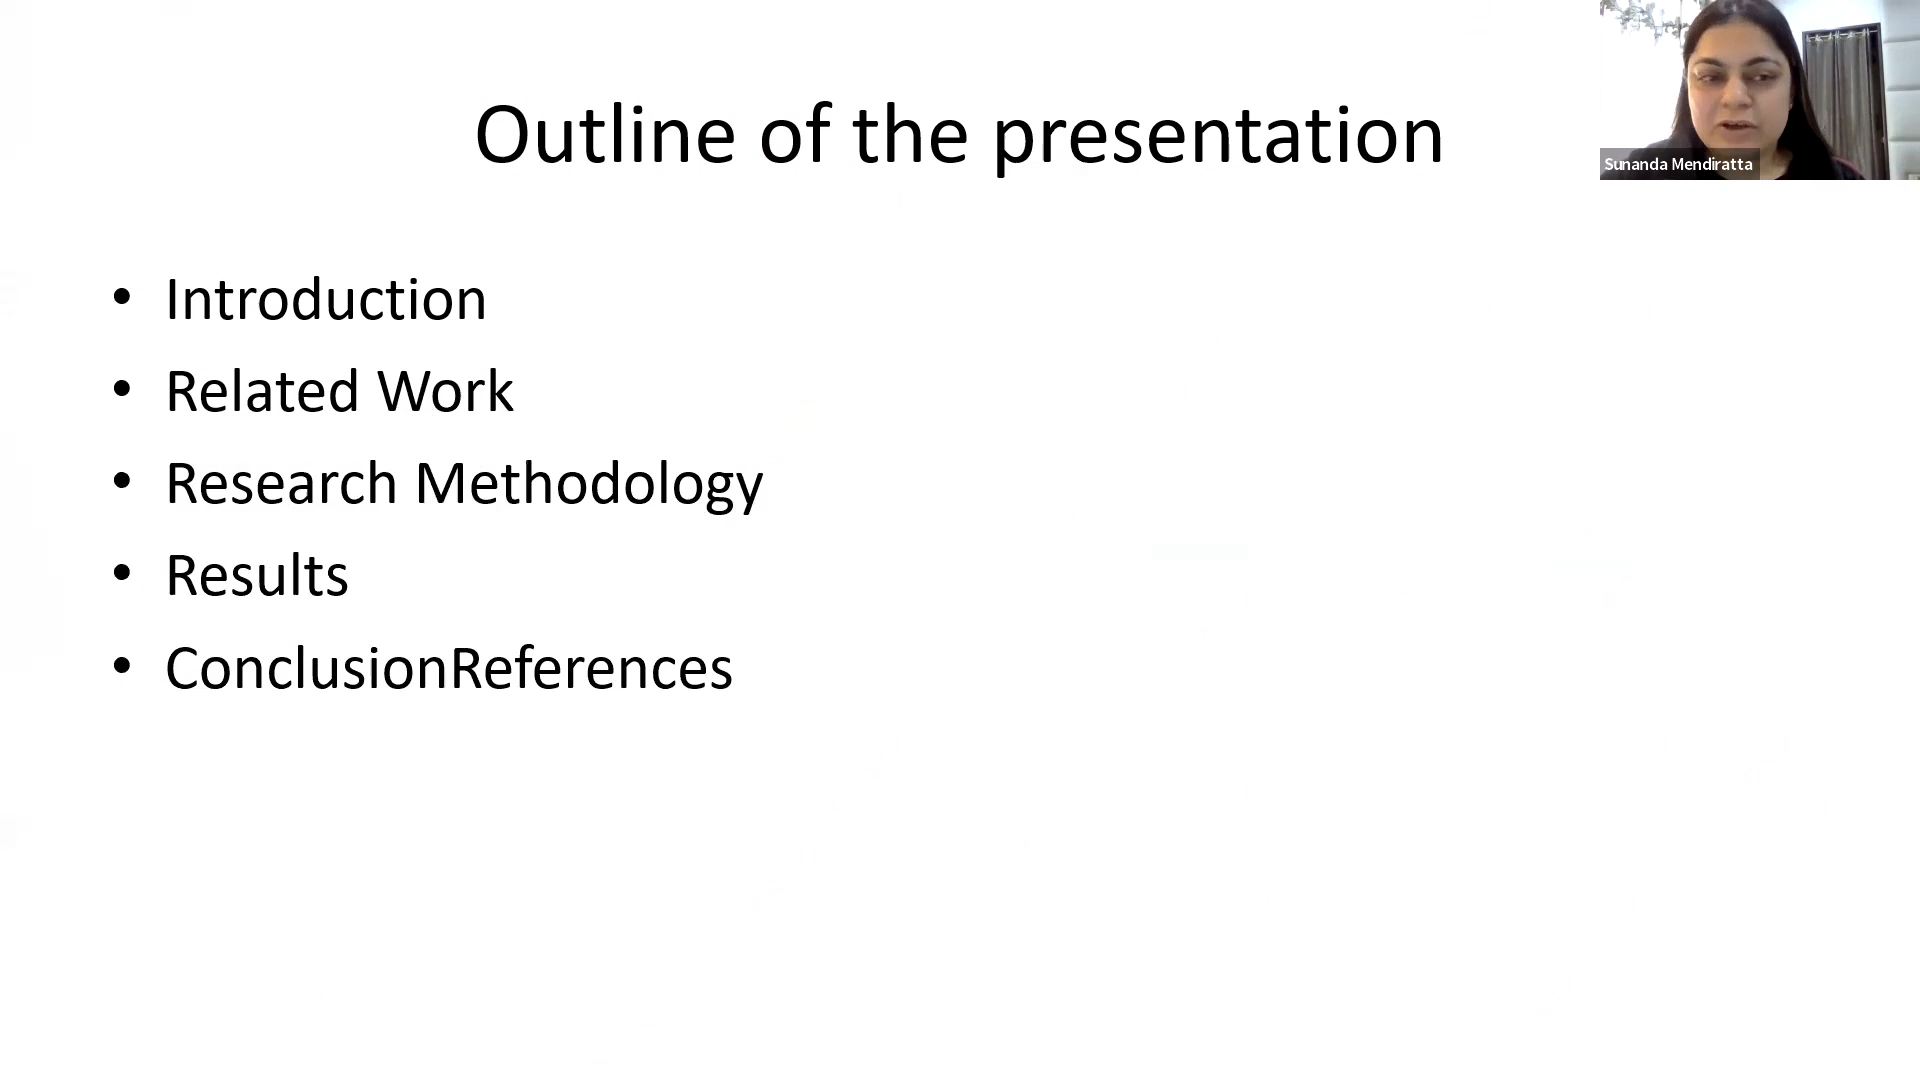 Outline of the presentation
Sunanda Mendiratta
• Introduction
• Related Work
• Research Methodology
• Results
• ConclusionReferences